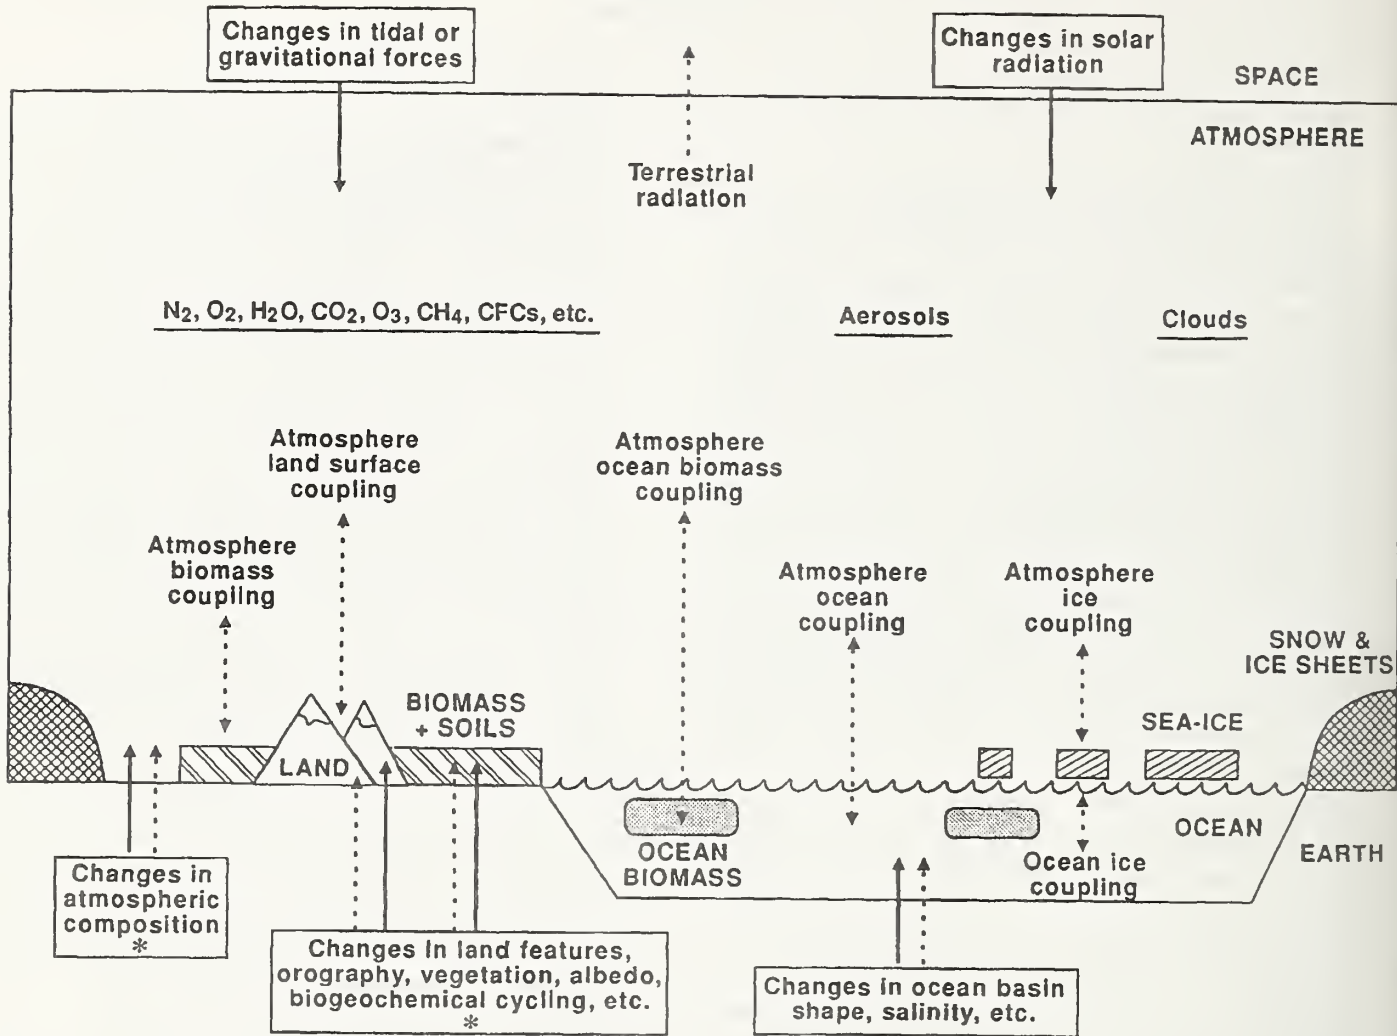 Changes in tidal or
gravitational forces
Changes in solar
radiation
SPACE
ATMOSPHERE
Terrestrial
radiation
N2, O2, H2O, CO2, O3, CH4, CFCs, etc.
Aerosols
Clouds
Atmosphere
land surface
coupling
Atmosphere
ocean biomass
coupling
Atmosphere
biomass
coupling
Atmosphere
ocean
coupling
Atmosphere
ice
coupling
SNOW &
ICE SHEETS
BIOMASS
+ SOILS
SEA-ICE
LAND
OCEAN
BIOMASS
OCEAN
EARTH
Ocean ice
coupling
Changes in
atmospheric
composition
*
Changes in land features,
orography, vegetation, albedo,
biogeochemical cycling, etc.
*
Changes in ocean basin
shape, salinity, etc.